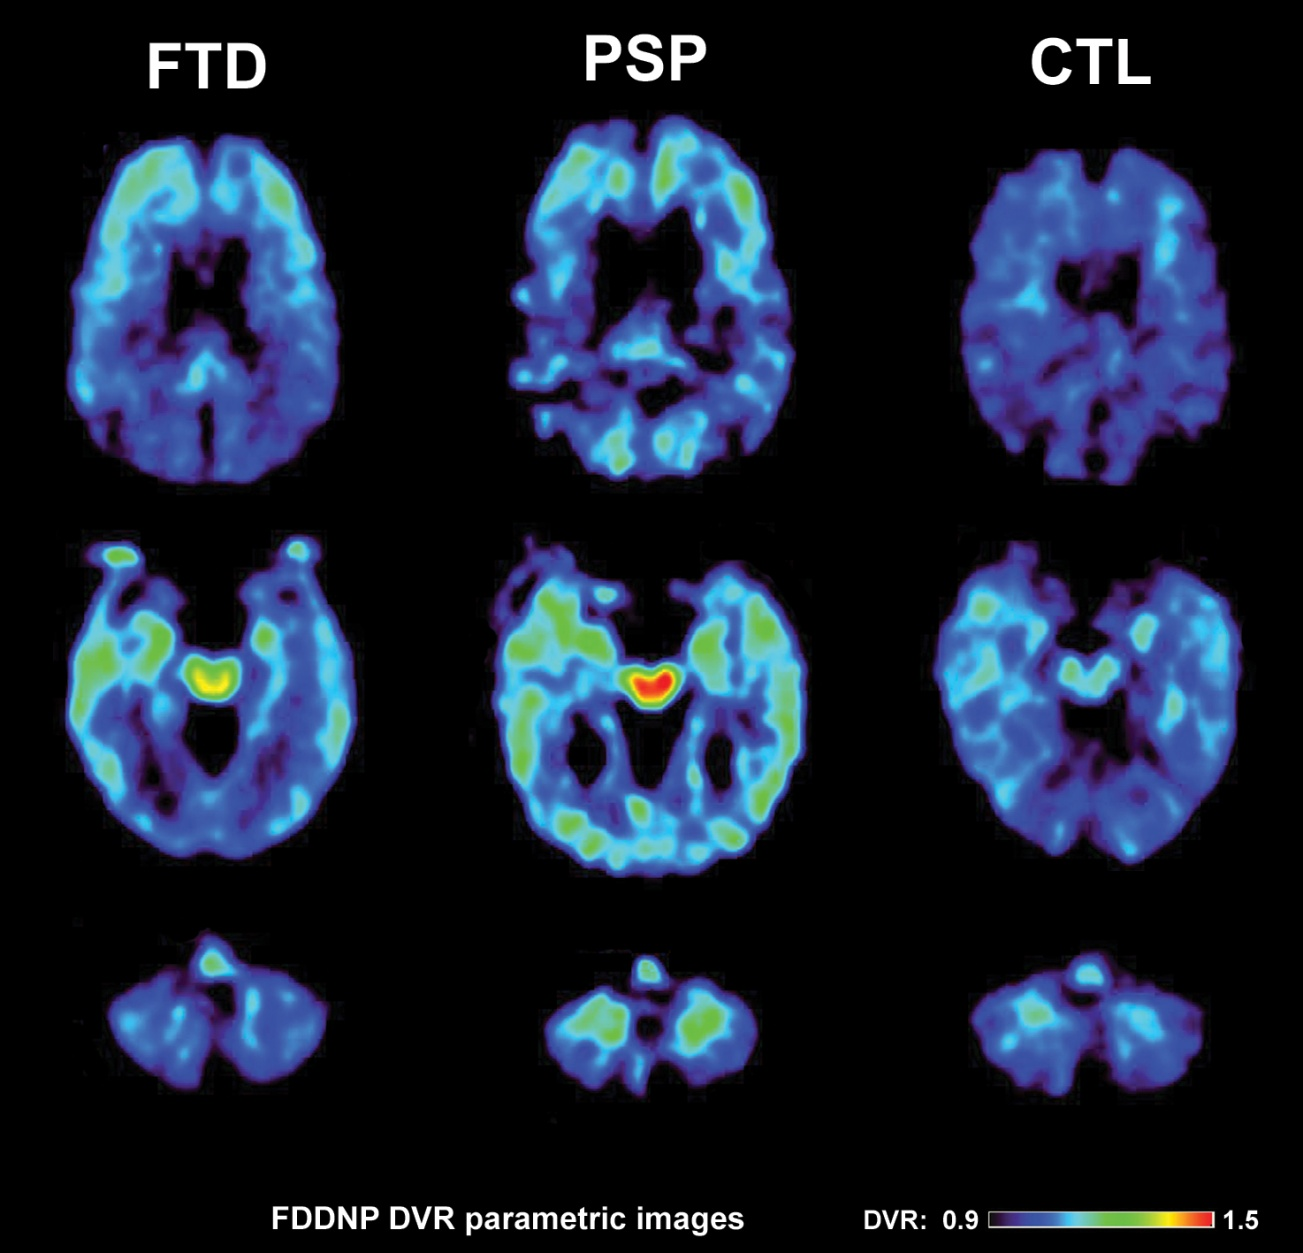 FTD PSP CTL
FDDNP DVR parametric images DVR: 0.9 1.5